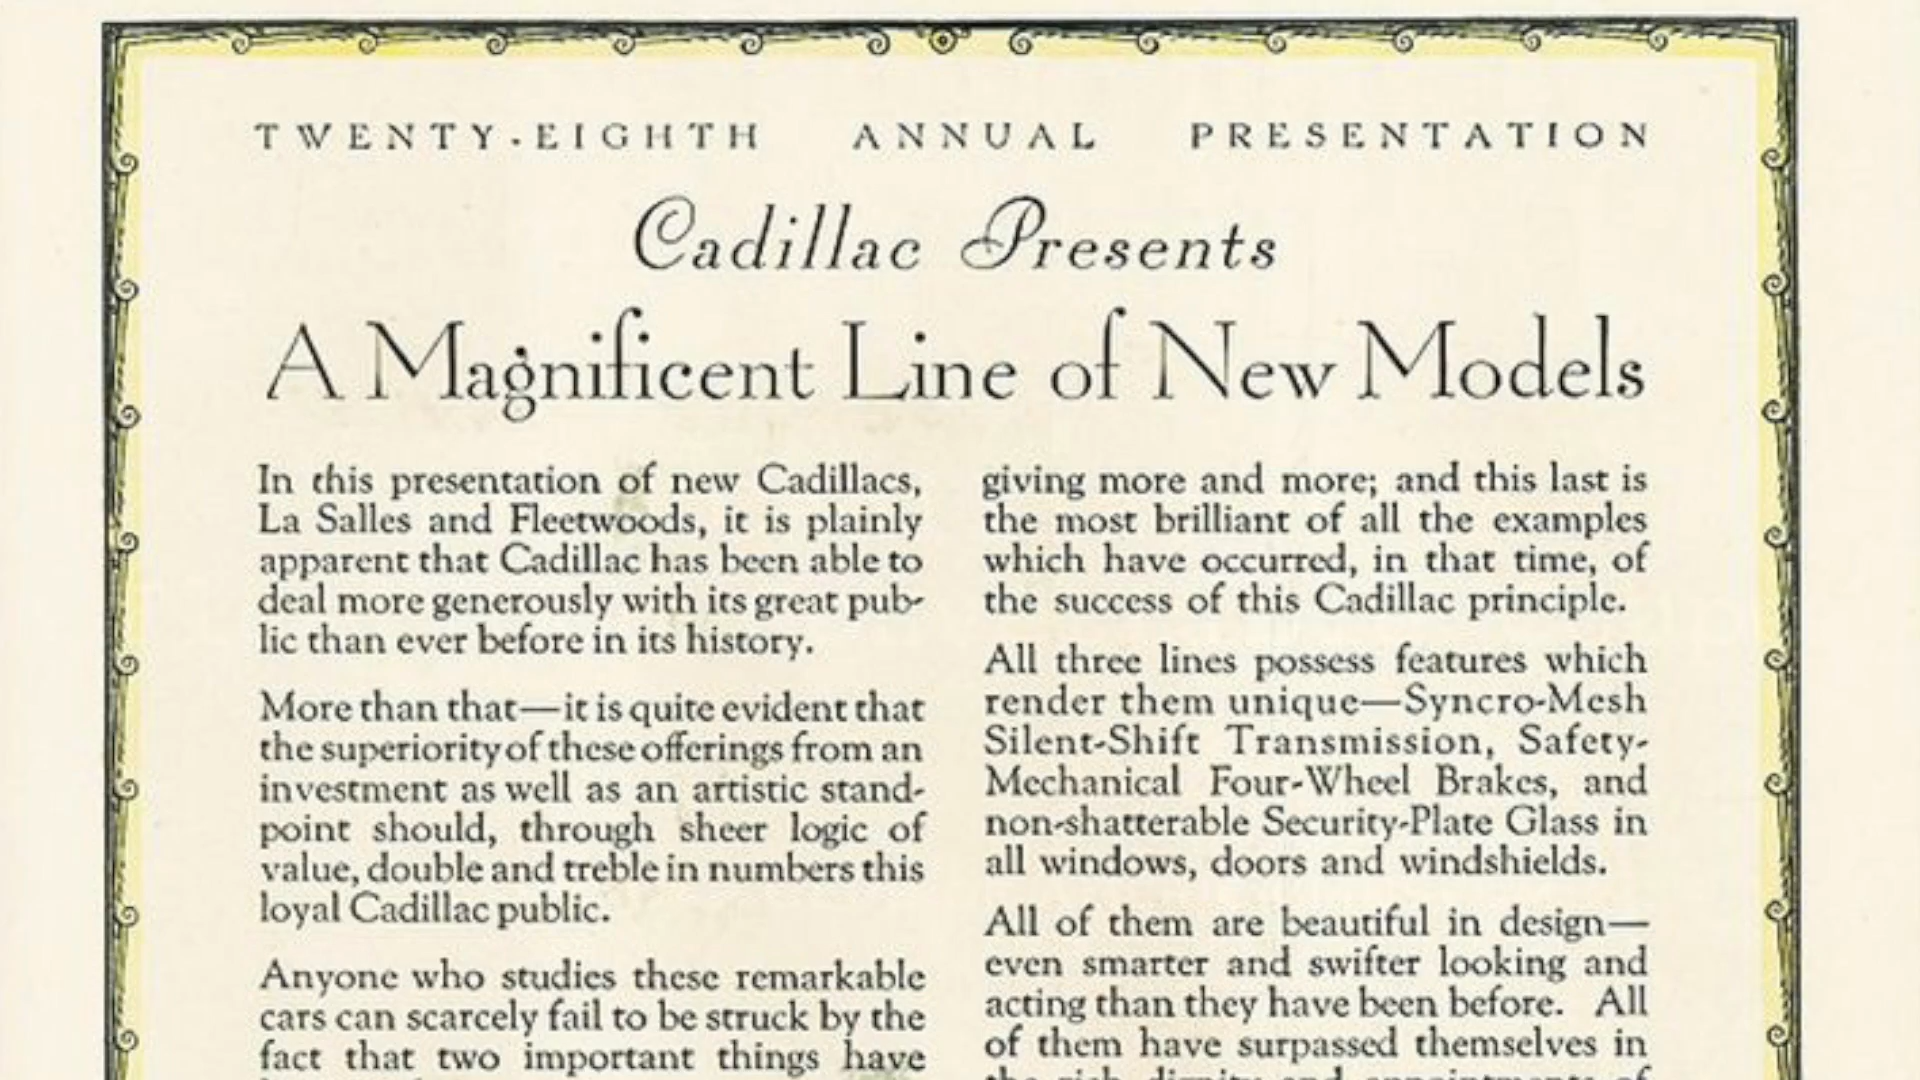 TWENTY-EIGHTH ANNUAL PRESENTATION
Cadillac Presents
A Magnificent Line of New Models
In this presentation of new Cadillacs,
La Salles and Fleetwoods, it is plainly
apparent that Cadillac has been able to
deal more generously with its great pub-
lic than ever before in its history.
More than that—it is quite evident that
the superiority of these offerings from an
investment as well as an artistic stand-
point should, through sheer logic of
value, double and treble in numbers this
loyal Cadillac public.
Anyone who studies these remarkable
cars can scarcely fail to be struck by the
fact that two important things have
giving more and more; and this last is
the most brilliant of all the examples
which have occurred, in that time, of
the success of this Cadillac principle.
All three lines possess features which
render them unique—Syncro-Mesh
Silent-Shift Transmission, Safety-
Mechanical Four-Wheel Brakes, and
non-shatterable Security-Plate Glass in
all windows, doors and windshields.
All of them are beautiful in design—
even smarter and swifter looking and
acting than they have been before. All
of them have surpassed themselves in
the rich dignity and appointments of